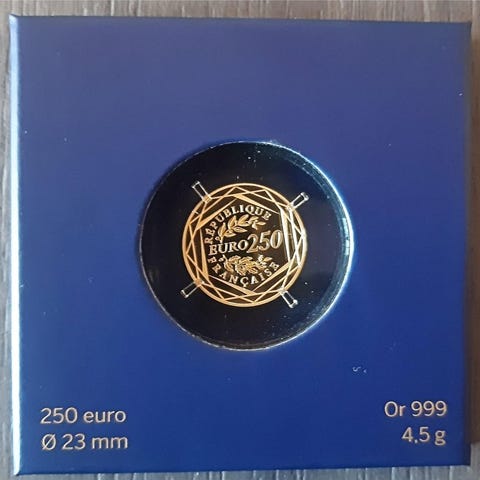 RÉPUBLIQUE
EURO 250
FRANÇAISE
250 euro
Ø 23 mm
Or 999
4,5 g